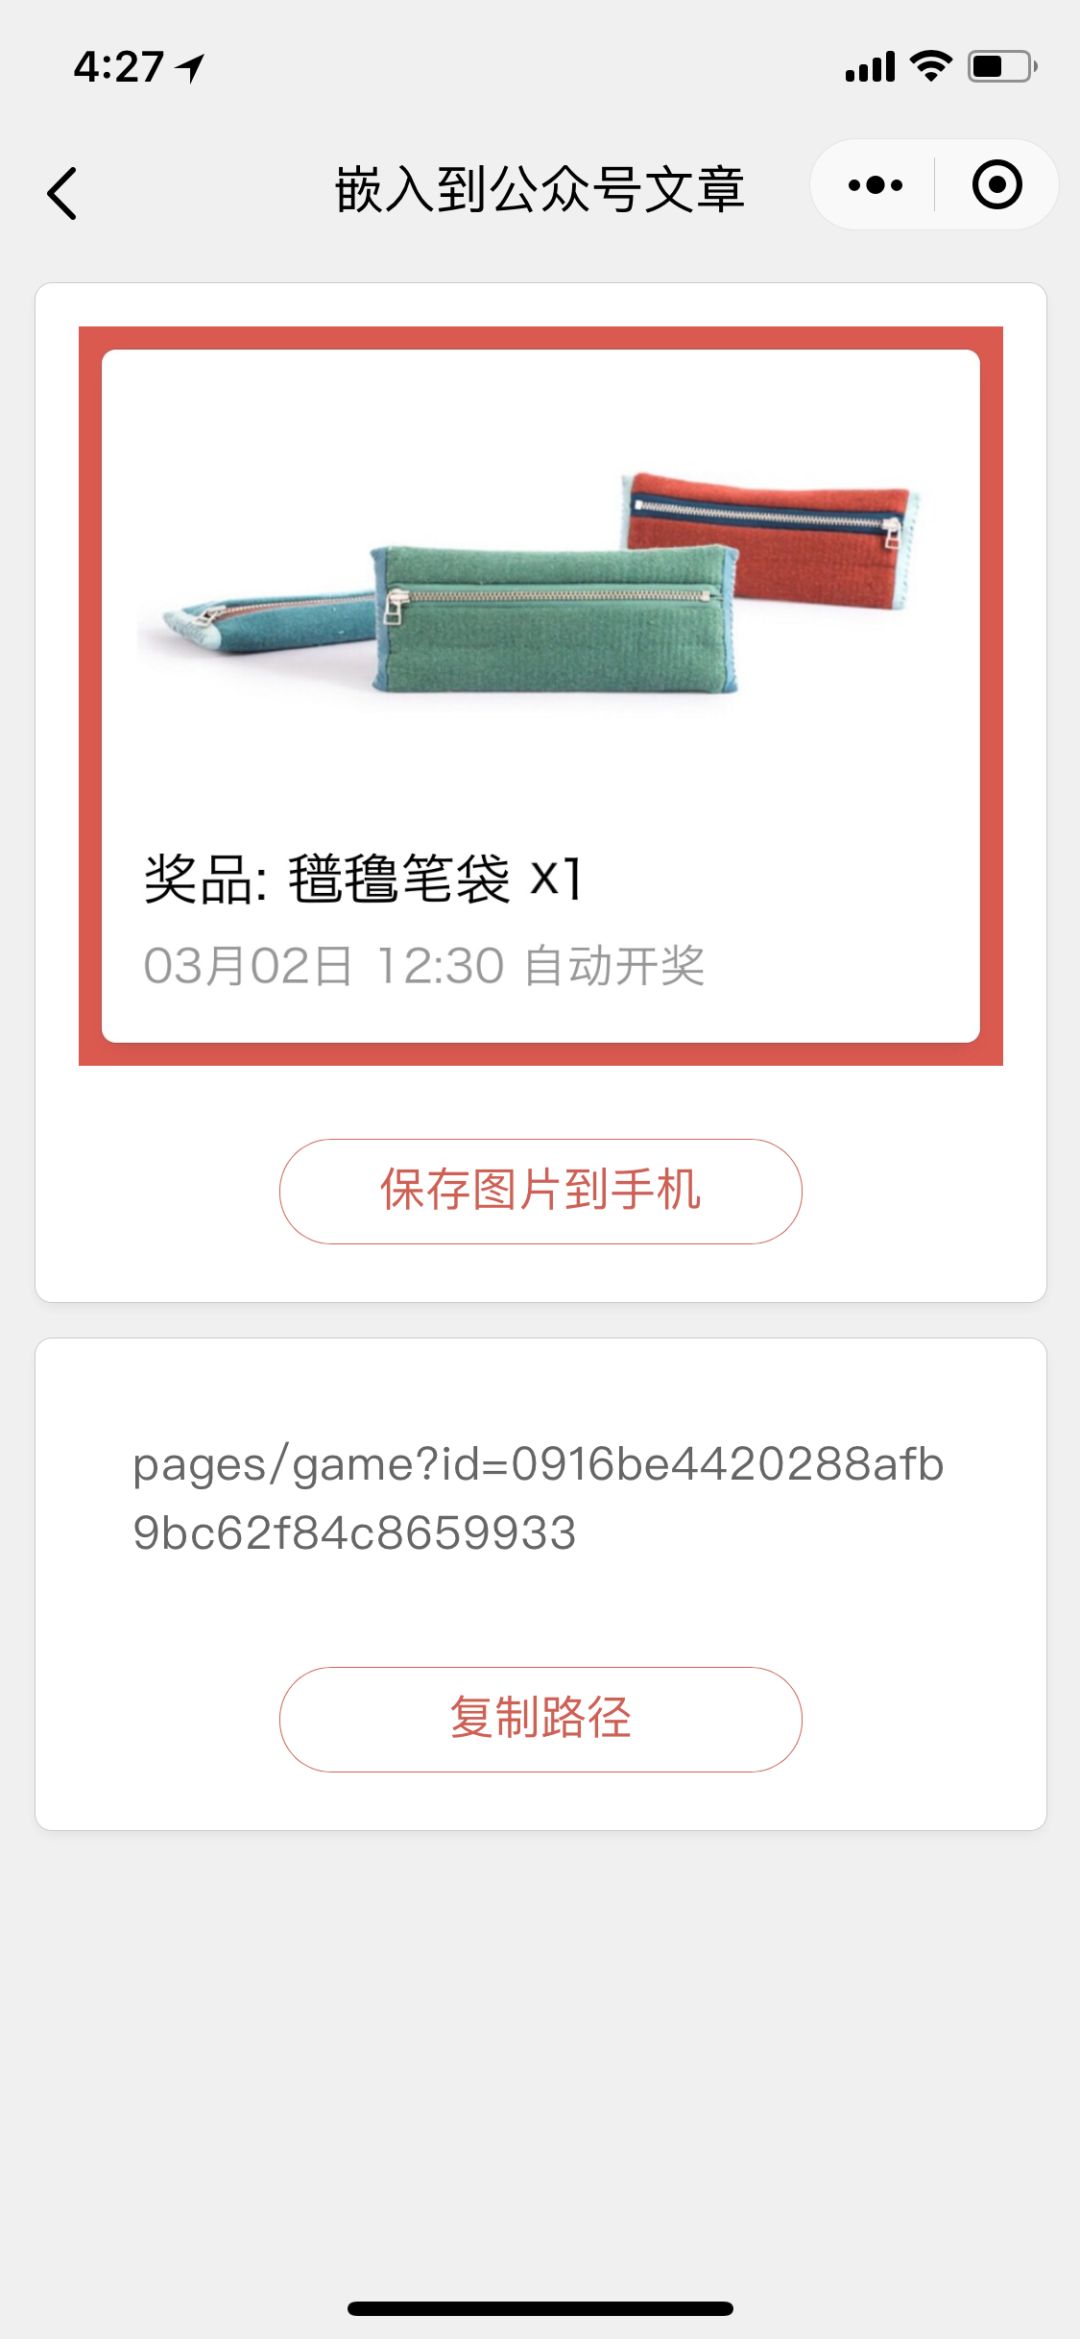 4:27
嵌入到公众号文章
奖品: 氆氇笔袋 x1
03月02日 12:30 自动开奖
保存图片到手机
pages/game?id=0916be4420288afb
9bc62f84c8659933
复制路径